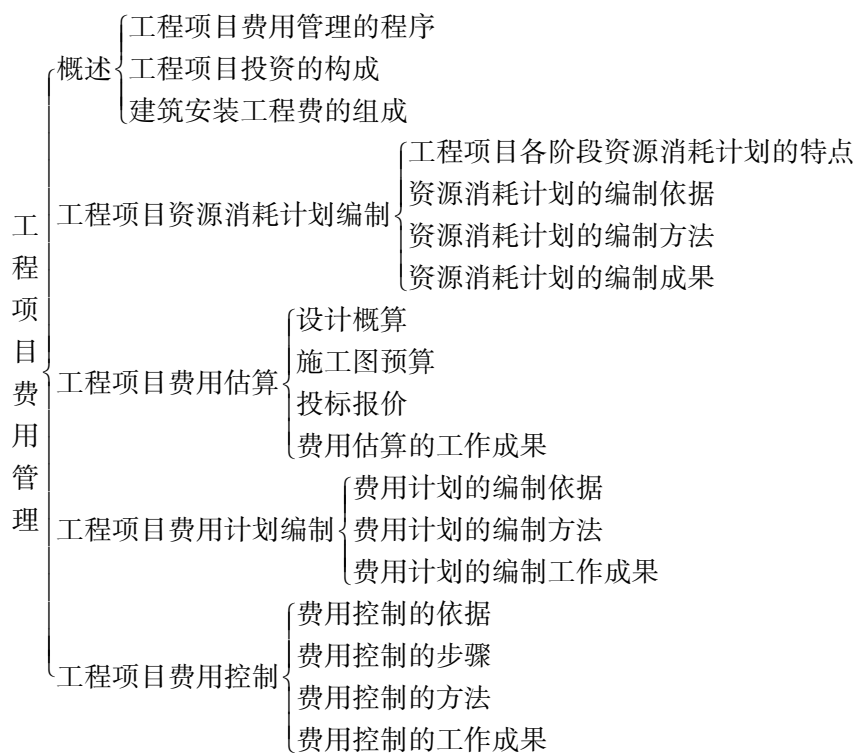 工程项目费用管理
概述
工程项目费用管理的程序
工程项目投资的构成
建筑安装工程费的组成
工程项目资源消耗计划编制
工程项目各阶段资源消耗计划的特点
资源消耗计划的编制依据
资源消耗计划的编制方法
资源消耗计划的编制成果
工程项目费用估算
设计概算
施工图预算
投标报价
费用估算的工作成果
工程项目费用计划编制
费用计划的编制依据
费用计划的编制方法
费用计划的编制工作成果
工程项目费用控制
费用控制的依据
费用控制的步骤
费用控制的方法
费用控制的工作成果